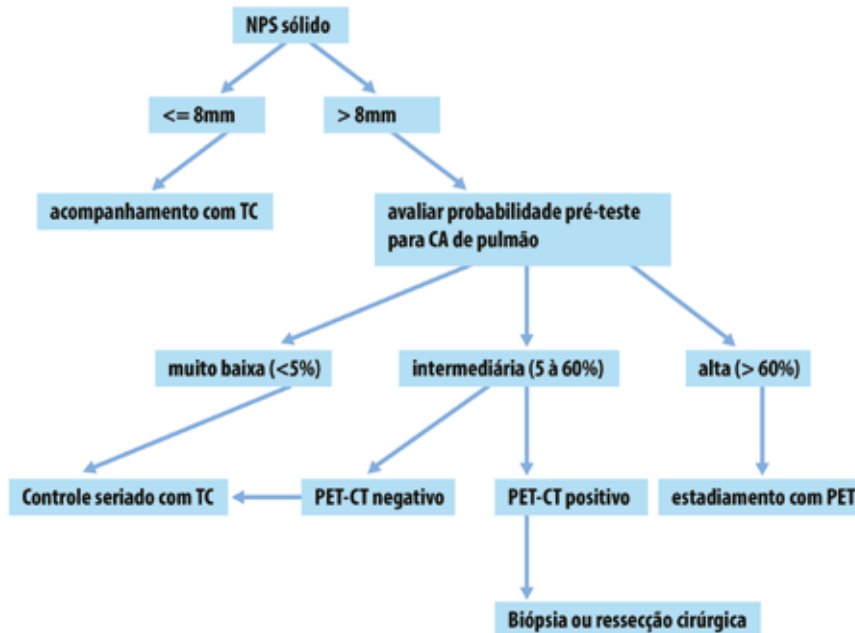 NPS sólido
<= 8mm
> 8mm
acompanhamento com TC
avaliar probabilidade pré-teste
para CA de pulmão
muito baixa (<5%)
intermediária (5 à 60%)
alta (> 60%)
Controle seriado com TC
PET-CT negativo
PET-CT positivo
estadiamento com PET
Biópsia ou ressecção cirúrgica